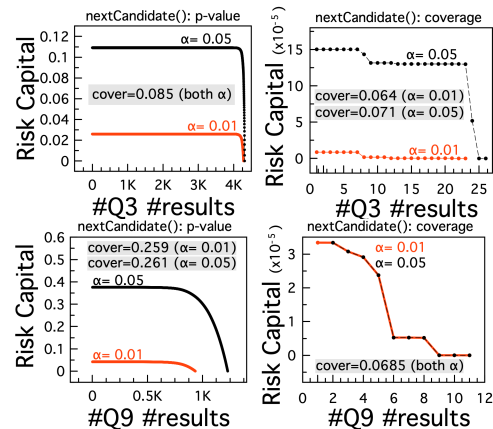 nextCandidate(): p-value
Risk Capital
0.12
0.1
0.08
0.06
0.04
0.02
0
α= 0.05
cover=0.085 (both α)
α= 0.01
0 1K 2K 3K 4K
#Q3 #results
nextCandidate(): coverage
Risk Capital (x10⁻⁵)
15
10
5
0
α= 0.05
cover=0.064 (α= 0.01)
cover=0.071 (α= 0.05)
α= 0.01
0 5 10 15 20 25
#Q3 #results
nextCandidate(): p-value
Risk Capital
0.6
0.5
0.4
0.3
0.2
0.1
0
cover=0.259 (α= 0.01)
cover=0.261 (α= 0.05)
α= 0.05
α= 0.01
0 0.5K 1K
#Q9 #results
nextCandidate(): coverage
Risk Capital (x10⁻⁵)
3
2
1
0
α= 0.01
α= 0.05
cover=0.0685 (both α)
0 2 4 6 8 10 12
#Q9 #results